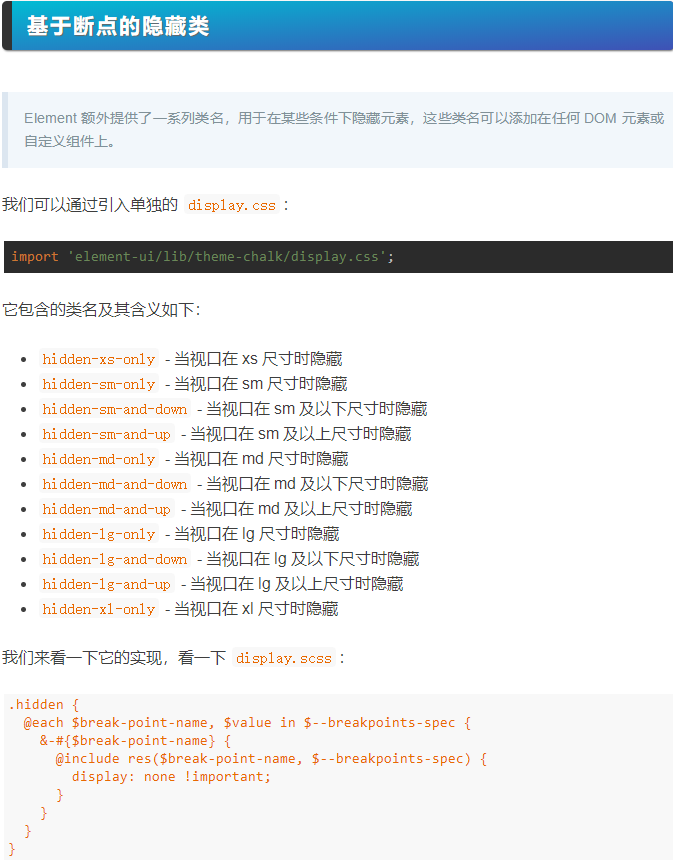 基于断点的隐藏类
Element 额外提供了一系列类名，用于在某些条件下隐藏元素，这些类名可以添加在任何 DOM 元素或
自定义组件上。
我们可以通过引入单独的 display.css：
import 'element-ui/lib/theme-chalk/display.css';
它包含的类名及其含义如下：
• hidden-xs-only - 当视口在 xs 尺寸时隐藏
• hidden-sm-only - 当视口在 sm 尺寸时隐藏
• hidden-sm-and-down - 当视口在 sm 及以下尺寸时隐藏
• hidden-sm-and-up - 当视口在 sm 及以上尺寸时隐藏
• hidden-md-only - 当视口在 md 尺寸时隐藏
• hidden-md-and-down - 当视口在 md 及以下尺寸时隐藏
• hidden-md-and-up - 当视口在 md 及以上尺寸时隐藏
• hidden-lg-only - 当视口在 lg 尺寸时隐藏
• hidden-lg-and-down - 当视口在 lg 及以下尺寸时隐藏
• hidden-lg-and-up - 当视口在 lg 及以上尺寸时隐藏
• hidden-xl-only - 当视口在 xl 尺寸时隐藏
我们来看一下它的实现，看一下 display.scss：
.hidden {
  @each $break-point-name, $value in $--breakpoints-spec {
    &-#{$break-point-name} {
      @include res($break-point-name, $--breakpoints-spec) {
        display: none !important;
      }
    }
  }
}